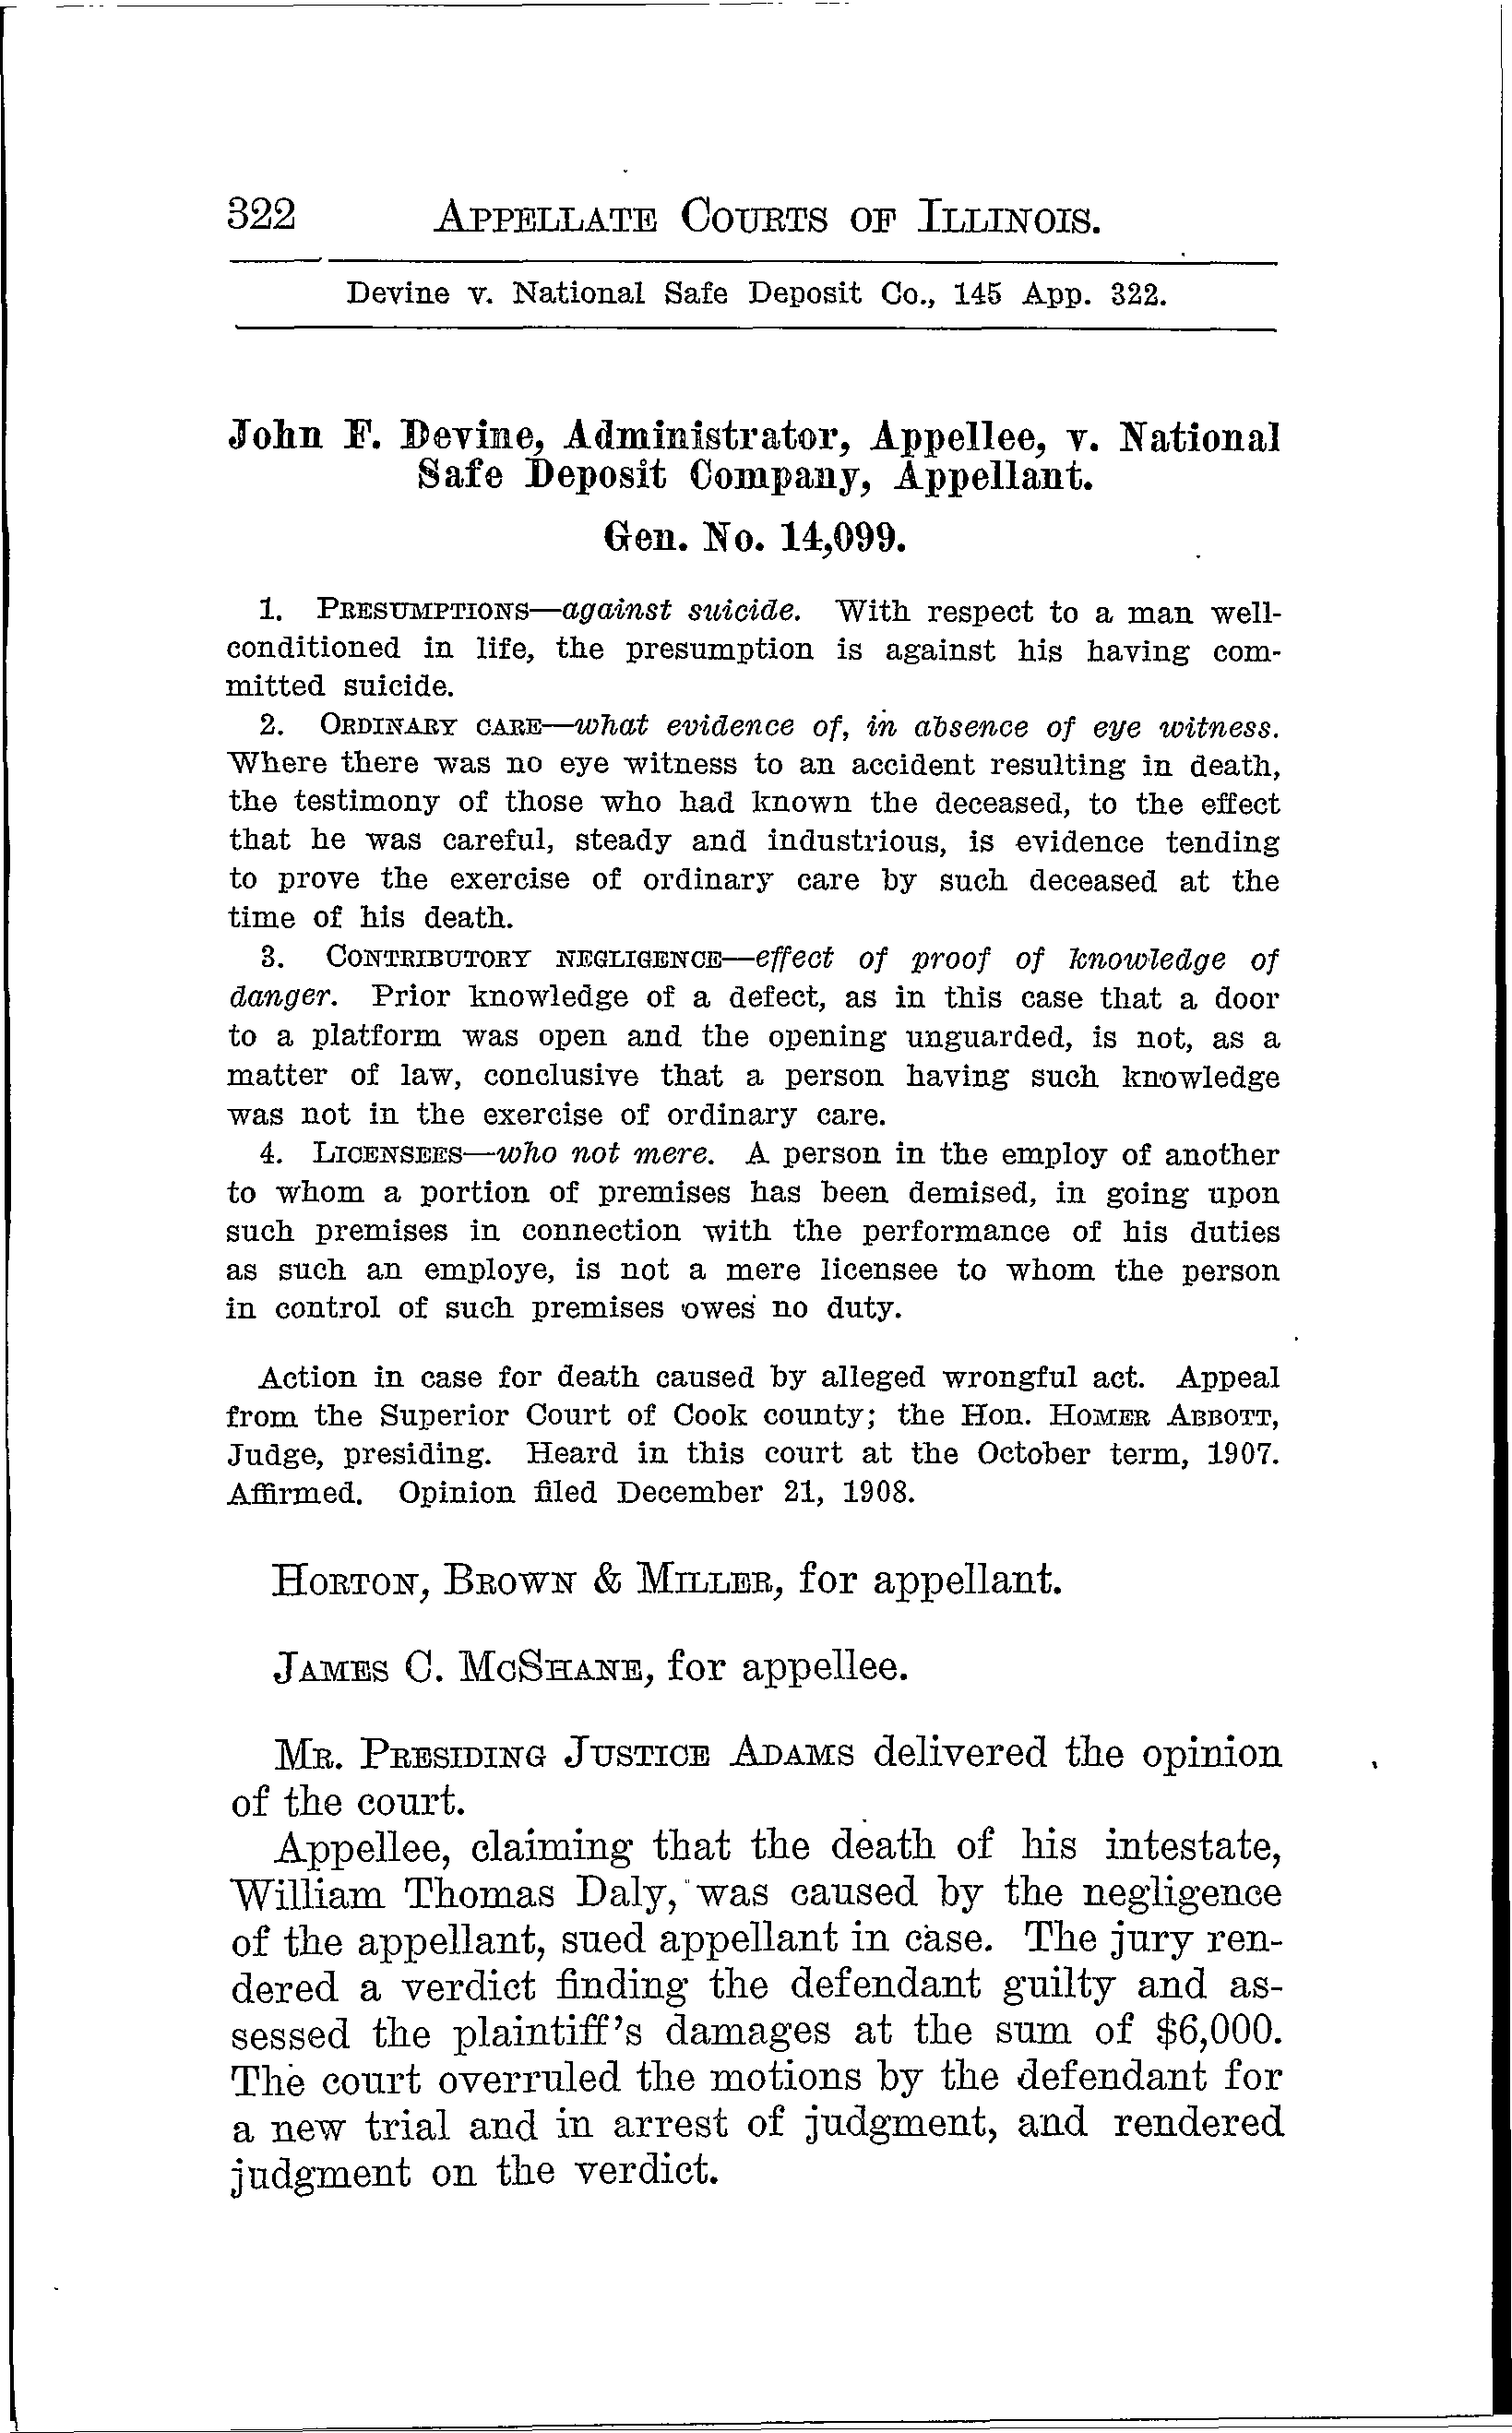 322 APPELLATE COURTS OF ILLINOIS.
Devine v. National Safe Deposit Co., 145 App. 322.
John F. Devine, Administrator, Appellee, v. National
Safe Deposit Company, Appellant.
Gen. No. 14,099.
1. PRESUMPTIONS—against suicide. With respect to a man well-
conditioned in life, the presumption is against his having com-
mitted suicide.
2. ORDINARY CARE—what evidence of, in absence of eye witness.
Where there was no eye witness to an accident resulting in death,
the testimony of those who had known the deceased, to the effect
that he was careful, steady and industrious, is evidence tending
to prove the exercise of ordinary care by such deceased at the
time of his death.
3. CONTRIBUTORY NEGLIGENCE—effect of proof of knowledge of
danger. Prior knowledge of a defect, as in this case that a door
to a platform was open and the opening unguarded, is not, as a
matter of law, conclusive that a person having such knowledge
was not in the exercise of ordinary care.
4. LICENSEES—who not mere. A person in the employ of another
to whom a portion of premises has been demised, in going upon
such premises in connection with the performance of his duties
as such an employe, is not a mere licensee to whom the person
in control of such premises owes no duty.
Action in case for death caused by alleged wrongful act. Appeal
from the Superior Court of Cook county; the Hon. HOMER ABBOTT,
Judge, presiding. Heard in this court at the October term, 1907.
Affirmed. Opinion filed December 21, 1908.
HORTON, BROWN & MILLER, for appellant.
JAMES C. MCSHANE, for appellee.
MR. PRESIDING JUSTICE ADAMS delivered the opinion
of the court.
Appellee, claiming that the death of his intestate,
William Thomas Daly, was caused by the negligence
of the appellant, sued appellant in case. The jury ren-
dered a verdict finding the defendant guilty and as-
sessed the plaintiff's damages at the sum of $6,000.
The court overruled the motions by the defendant for
a new trial and in arrest of judgment, and rendered
judgment on the verdict.